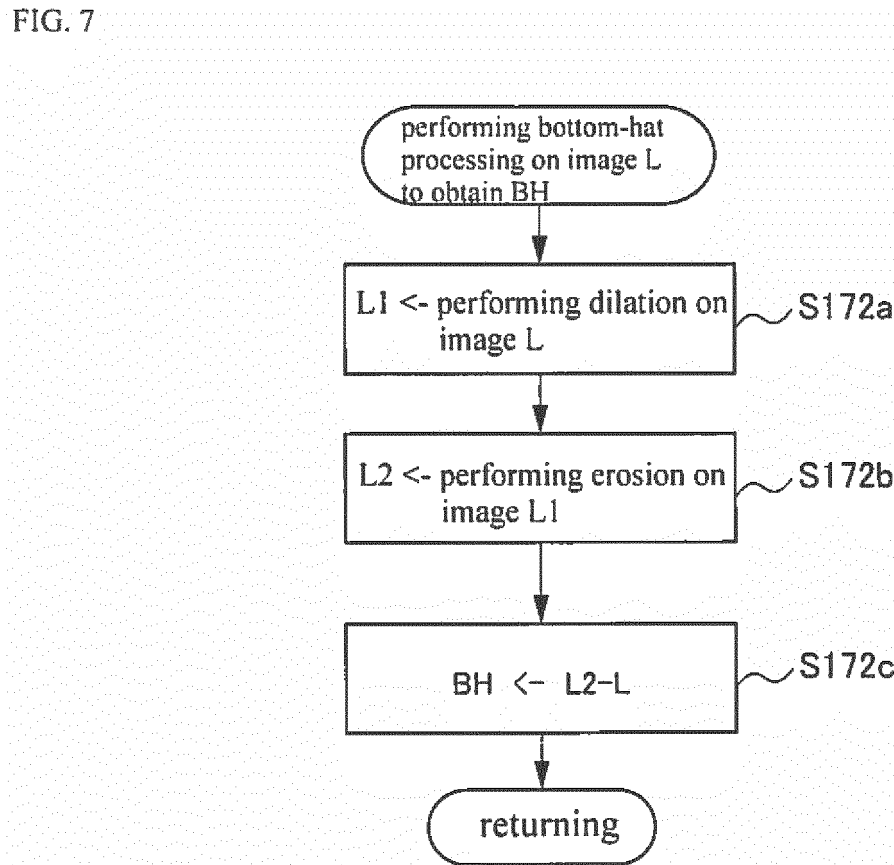 FIG. 7
performing bottom-hat
processing on image L
to obtain BH
L1 <- performing dilation on
image L
S172a
L2 <- performing erosion on
image L1
S172b
BH <- L2-L
S172c
returning